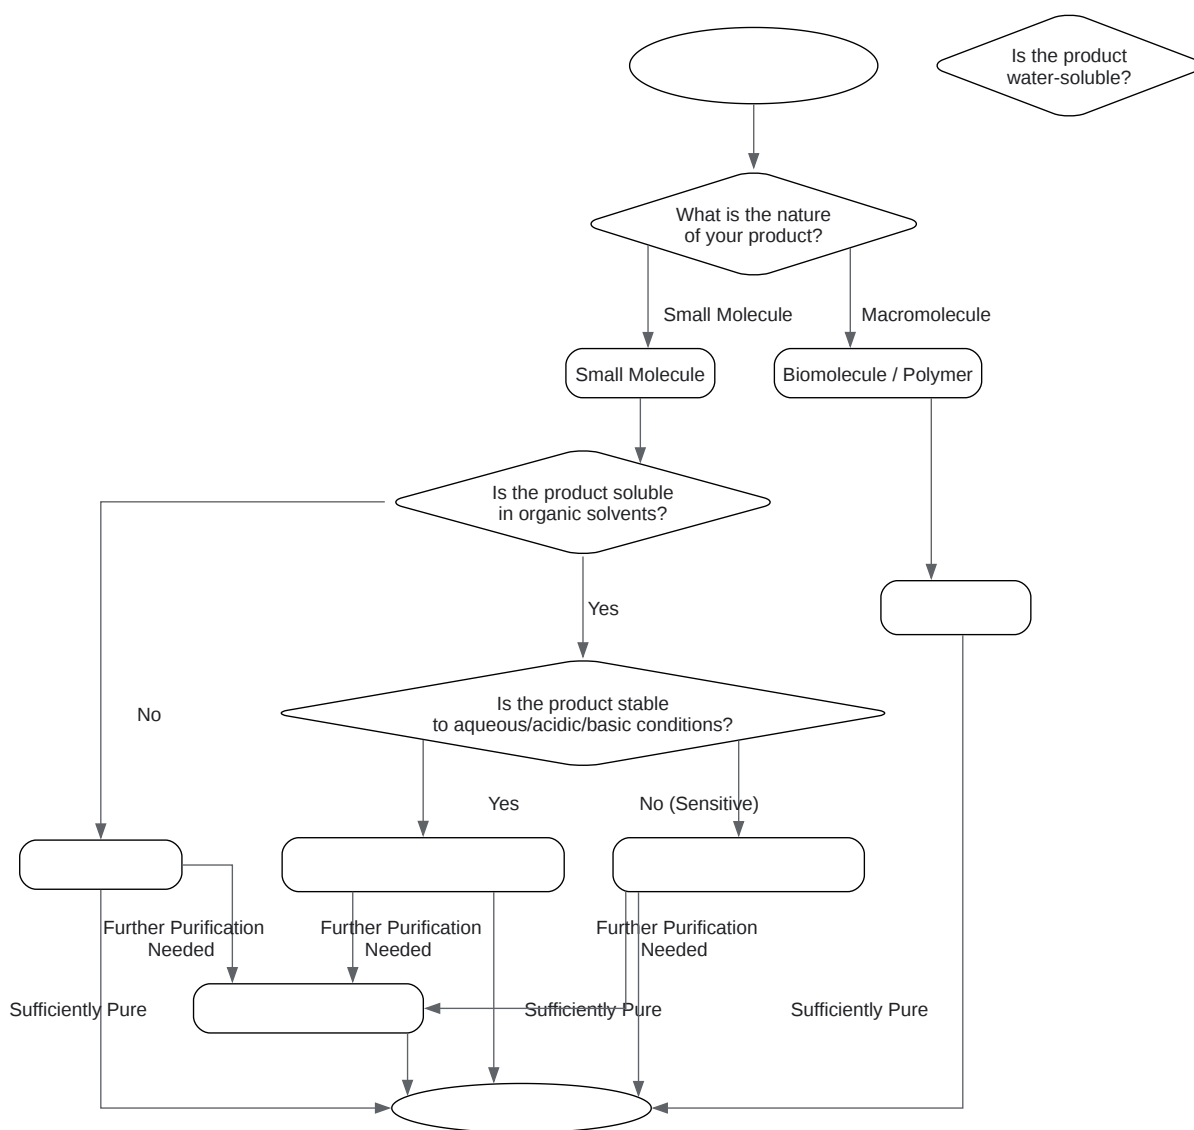 Is the product
water-soluble?
What is the nature
of your product?
Small Molecule
Macromolecule
Small Molecule
Biomolecule / Polymer
Is the product soluble
in organic solvents?
Yes
Is the product stable
to aqueous/acidic/basic conditions?
No
Yes
No (Sensitive)
Further Purification
Needed
Further Purification
Needed
Further Purification
Needed
Sufficiently Pure
Sufficiently Pure
Sufficiently Pure